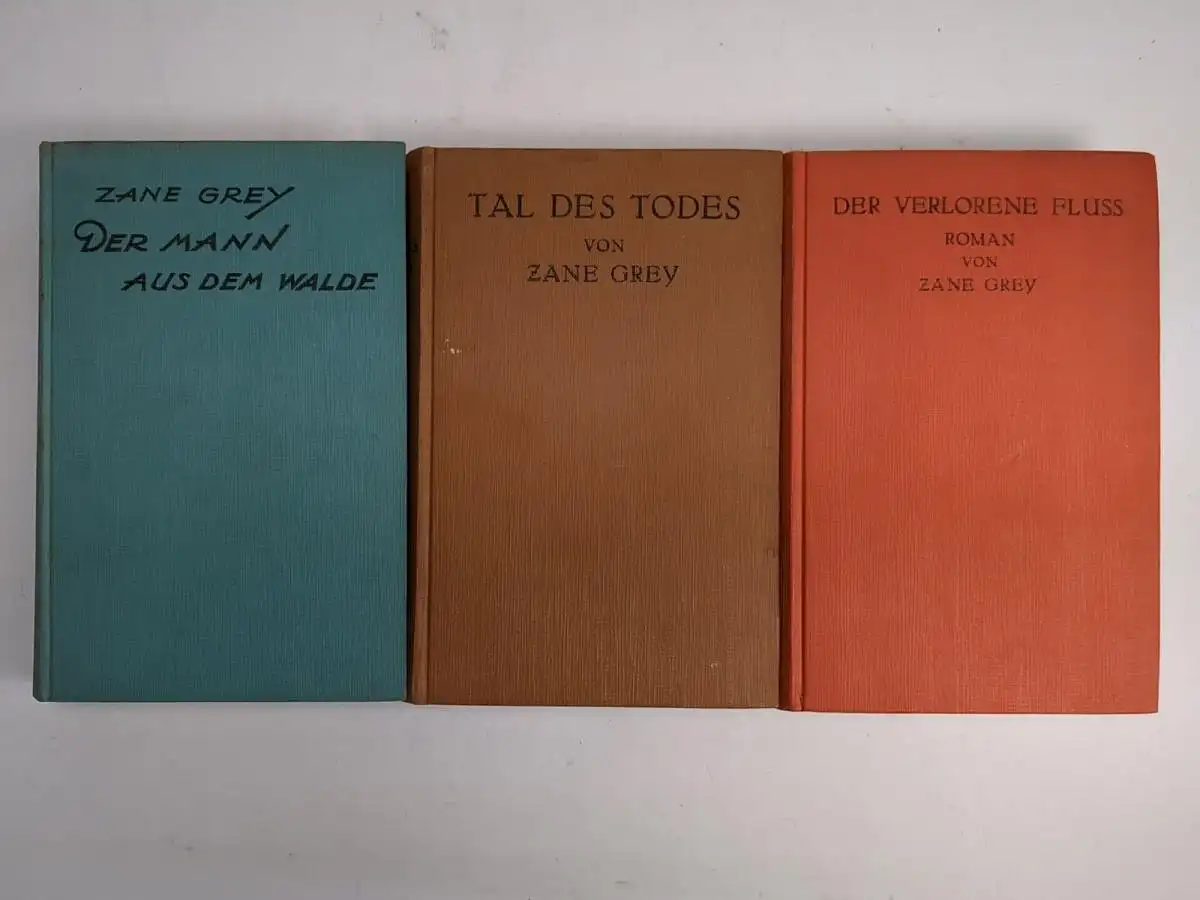 ZANE GREY
DER MANN
AUS DEM WALDE
TAL DES TODES
VON
ZANE GREY
DER VERLORENE FLUSS
ROMAN
VON
ZANE GREY